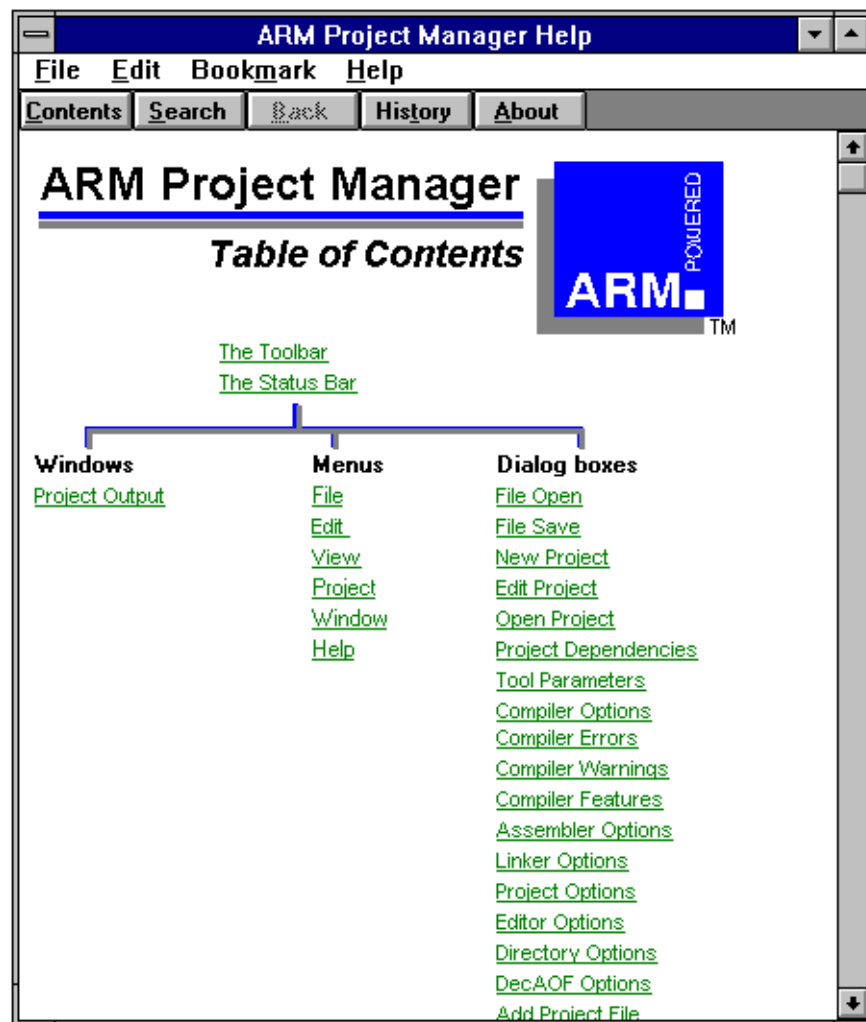 ARM Project Manager Help
File Edit Bookmark Help
Contents Search Back History About
ARM Project Manager
Table of Contents
ARM POWERED
TM
The Toolbar
The Status Bar
Windows Menus Dialog boxes
Project Output File File Open
Edit File Save
View New Project
Project Edit Project
Window Open Project
Help Project Dependencies
Tool Parameters
Compiler Options
Compiler Errors
Compiler Warnings
Compiler Features
Assembler Options
Linker Options
Project Options
Editor Options
Directory Options
DecAOF Options
Add Project File